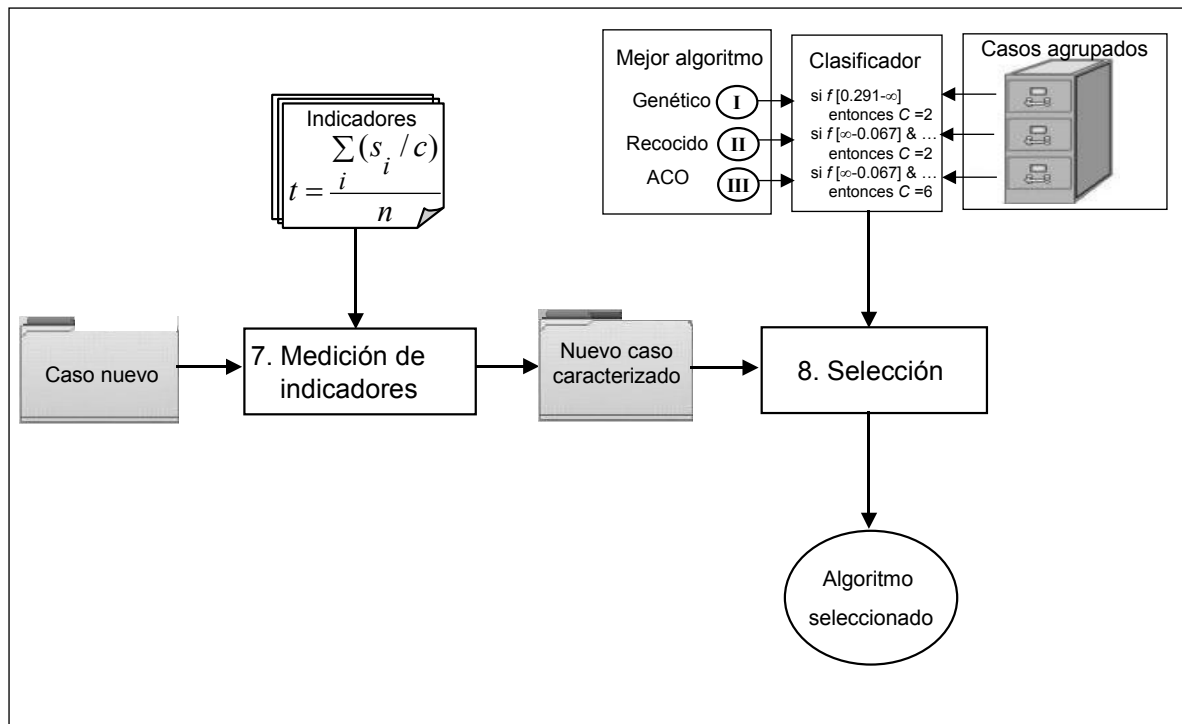 Mejor algoritmo
Genético I
Recocido II
ACO III
Clasificador
si f [0.291-∞]
entonces C =2
si f [∞-0.067] & …
entonces C =2
si f [∞-0.067] & …
entonces C =6
Casos agrupados
Indicadores
t = ∑i (si / c) / n
Caso nuevo
7. Medición de
indicadores
Nuevo caso
caracterizado
8. Selección
Algoritmo
seleccionado